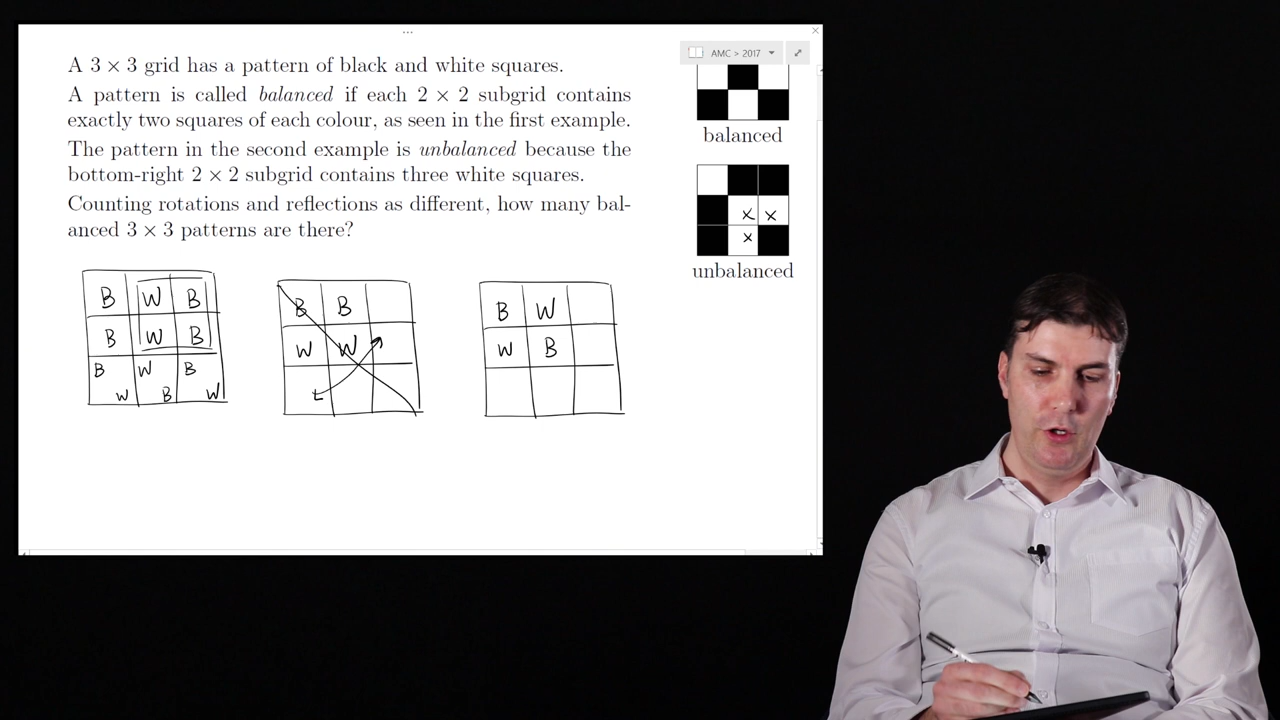 AMC > 2017
A 3 × 3 grid has a pattern of black and white squares.
A pattern is called balanced if each 2 × 2 subgrid contains
exactly two squares of each colour, as seen in the first example.
The pattern in the second example is unbalanced because the
bottom-right 2 × 2 subgrid contains three white squares.
Counting rotations and reflections as different, how many bal-
anced 3 × 3 patterns are there?
balanced
x x
x
unbalanced
B W B
B W B
B W B
W B W
B B
W W
B W
W B